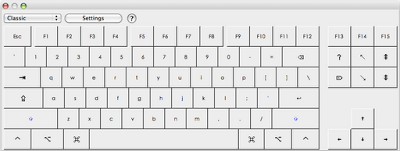 Classic Settings ?
Esc F1 F2 F3 F4 F5 F6 F7 F8 F9 F10 F11 F12 F13 F14 F15
` 1 2 3 4 5 6 7 8 9 0 - = ?
q w e r t y u i o p [ ] \
a s d f g h j k l ; '
z x c v b n m , . /